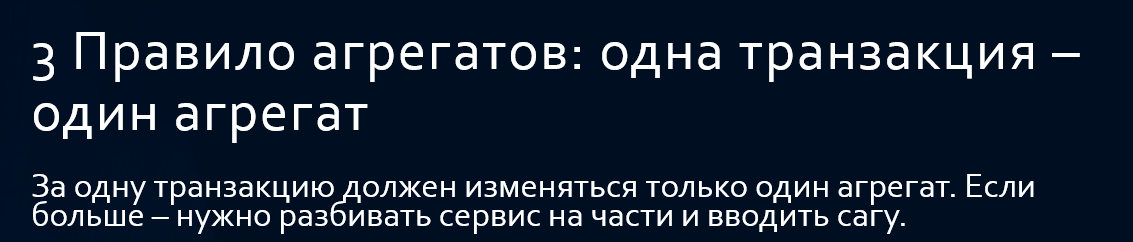 3 Правило агрегатов: одна транзакция –
один агрегат
За одну транзакцию должен изменяться только один агрегат. Если
больше – нужно разбивать сервис на части и вводить сагу.